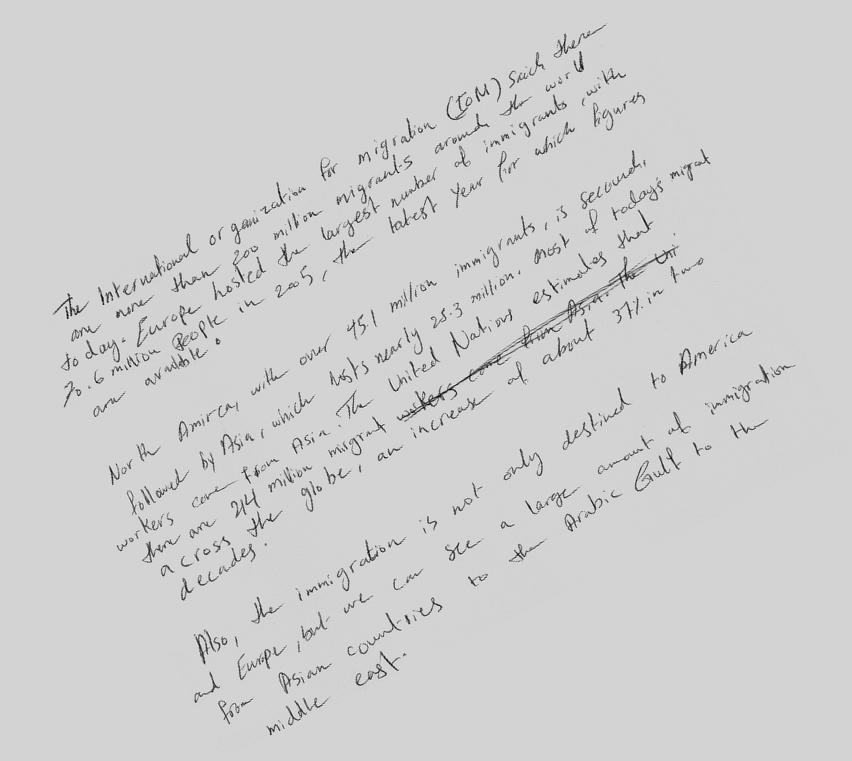 The International organization for migration (IOM) said there
are more than 200 million migrants around the world
today. Europe hosted the largest number of immigrants, with
70.6 million people in 2005, the latest year for which figures
are avaible.
North Amirca, with over 45.1 million immigrants, is second,
followed by Asia, which hosts nearly 25.3 million. most of today's migrat
workers come from Asia. The United Nations estimates that
there are 214 million migrant workers come from Asia. The Uni
across the globe, an increase of about 37% in two
decades.
Also, the immigration is not only destined to America
and Europe, but we can see a large amount of immigration
from Asian countries to the Arabic Gulf to the
middle east.